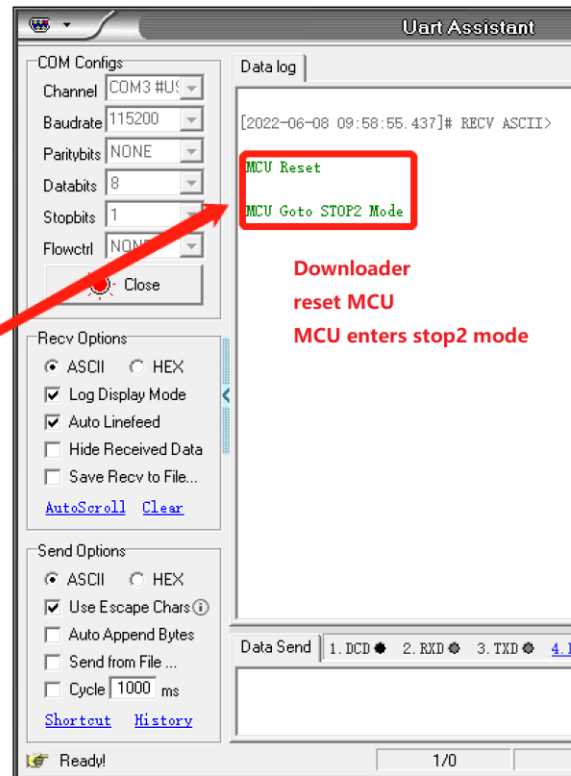 Uart Assistant
COM Configs
Channel COM3 #US
Baudrate 115200
Paritybits NONE
Databits 8
Stopbits 1
Flowctrl NONE
Close
Recv Options
ASCII HEX
Log Display Mode
Auto Linefeed
Hide Received Data
Save Recv to File...
AutoScroll Clear
Send Options
ASCII HEX
Use Escape Chars
Auto Append Bytes
Send from File ...
Cycle 1000 ms
Shortcut History
Data log
[2022-06-08 09:58:55.437]# RECV ASCII>
MCU Reset
MCU Goto STOP2 Mode
Downloader
reset MCU
MCU enters stop2 mode
Data Send 1. DCD 2. RXD 3. TXD 4.
Ready! 1/0